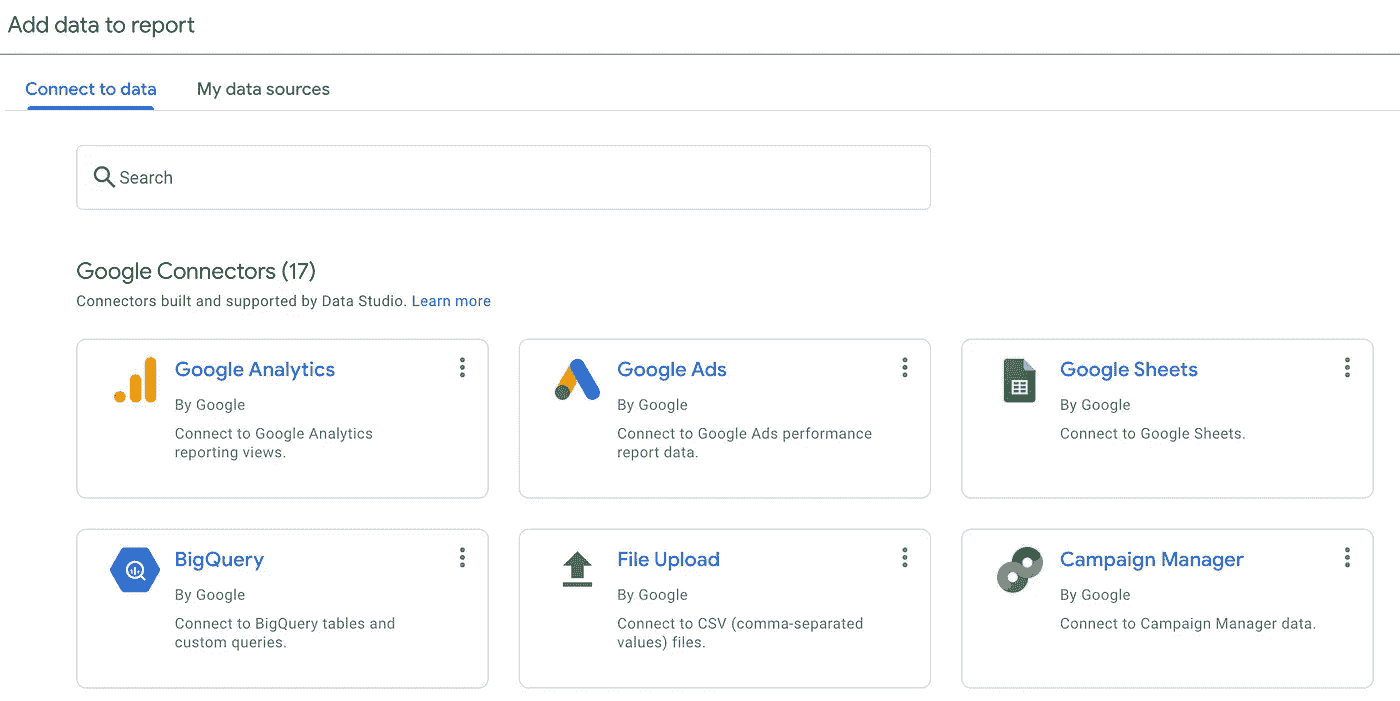 Add data to report
Connect to data
My data sources
Search
Google Connectors (17)
Connectors built and supported by Data Studio. Learn more
Google Analytics
By Google
Connect to Google Analytics
reporting views.
Google Ads
By Google
Connect to Google Ads performance
report data.
Google Sheets
By Google
Connect to Google Sheets.
BigQuery
By Google
Connect to BigQuery tables and
custom queries.
File Upload
By Google
Connect to CSV (comma-separated
values) files.
Campaign Manager
By Google
Connect to Campaign Manager data.